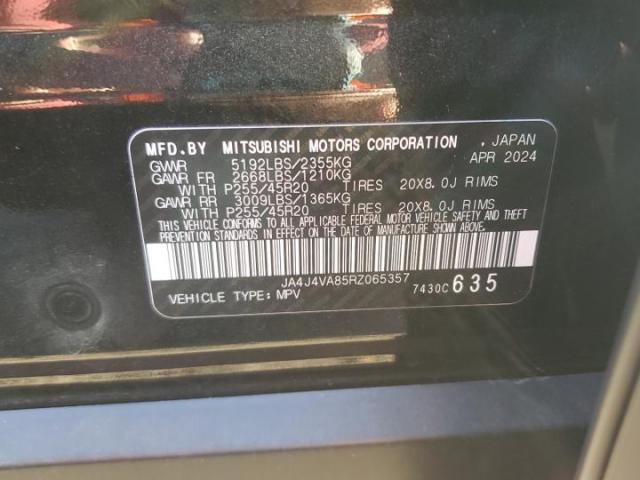 MFD.BY MITSUBISHI MOTORS CORPORATION , JAPAN
GVWR 5192LBS/2355KG APR 2024
GAWR FR 2668LBS/1210KG
WITH P255/45R20 TIRES 20X8.0J RIMS
GAWR RR 3009LBS/1365KG
WITH P255/45R20 TIRES 20X8.0J RIMS
THIS VEHICLE CONFORMS TO ALL APPLICABLE FEDERAL MOTOR VEHICLE SAFETY AND THEFT
PREVENTION STANDARDS IN EFFECT ON THE DATE OF MANUFACTURE SHOWN ABOVE.
JA4J4VA85RZ065357
VEHICLE TYPE:MPV 7430C 635